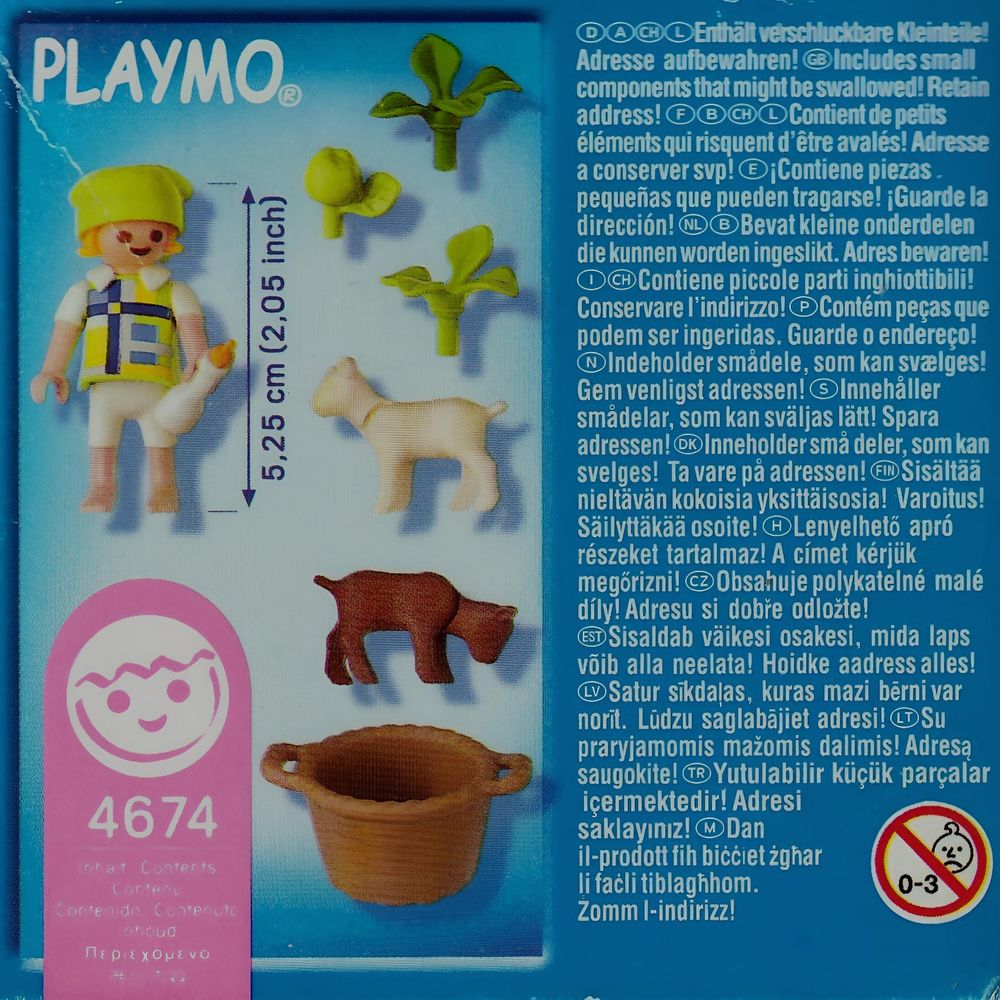 PLAYMO®
5,25 cm (2,05 inch)
4674
Inhalt Contents
Contenu
Contenido Contenuto
Inhoud
Περιεχόμενο
D A CH L Enthält verschluckbare Kleinteile!
Adresse aufbewahren! GB Includes small
components that might be swallowed! Retain
address! F B CH L Contient de petits
éléments qui risquent d'être avalés! Adresse
a conserver svp! E ¡Contiene piezas
pequeñas que pueden tragarse! ¡Guarde la
dirección! NL B Bevat kleine onderdelen
die kunnen worden ingeslikt. Adres bewaren!
I CH Contiene piccole parti inghiottibili!
Conservare l'indirizzo! P Contém peças que
podem ser ingeridas. Guarde o endereço!
N Indeholder smådele, som kan svælges!
Gem venligst adressen! S Innehåller
smådelar, som kan sväljas lätt! Spara
adressen! DK Inneholder små deler, som kan
svelges! Ta vare på adressen! FIN Sisältää
nieltävän kokoisia yksittäisosia! Varoitus!
Säilyttäkää osoite! H Lenyelhető apró
részeket tartalmaz! A címet kérjük
megőrizni! CZ Obsahuje polykatelné malé
díly! Adresu si dobře odložte!
EST Sisaldab väikesi osakesi, mida laps
võib alla neelata! Hoidke aadress alles!
LV Satur sīkdaļas, kuras mazi bērni var
norīt. Lūdzu saglabājiet adresi! LT Su
praryjamomis mažomis dalimis! Adresą
saugokite! TR Yutulabilir küçük parçalar
içermektedir! Adresi
saklayınız! M Dan
il-prodott fih biċċiet żgħar
li faċli tiblagħhom.
Żomm l-indirizz!
0-3